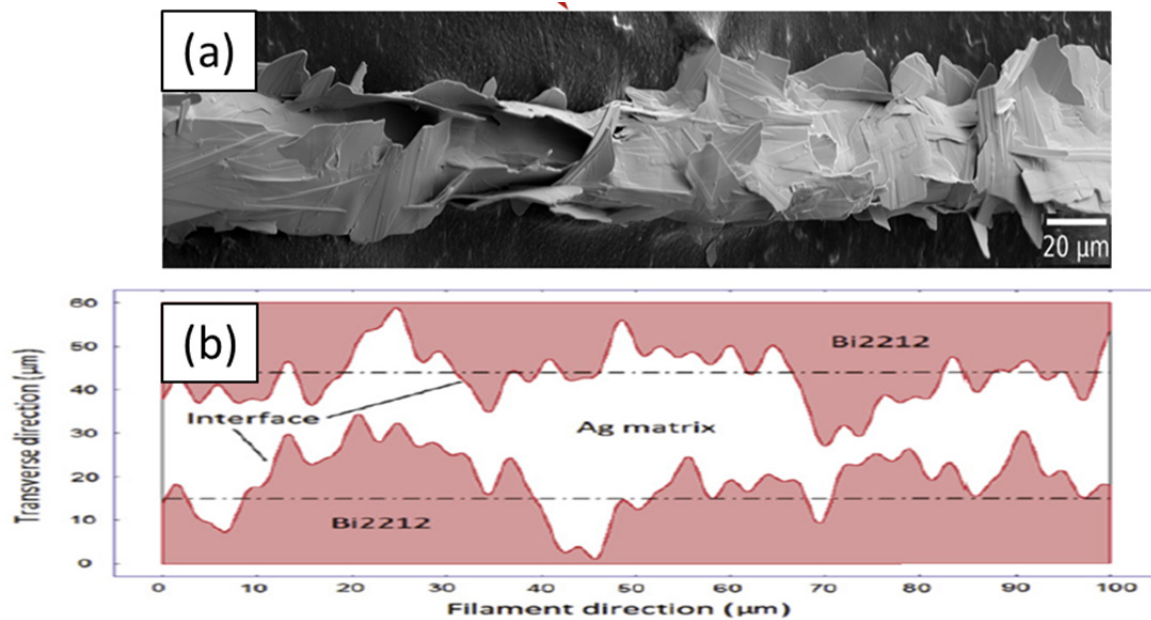 (a)
20 μm
(b)
Transverse direction (μm)
60
50
40
30
20
10
0
Bi2212
Interface
Ag matrix
Bi2212
0 10 20 30 40 50 60 70 80 90 100
Filament direction (μm)